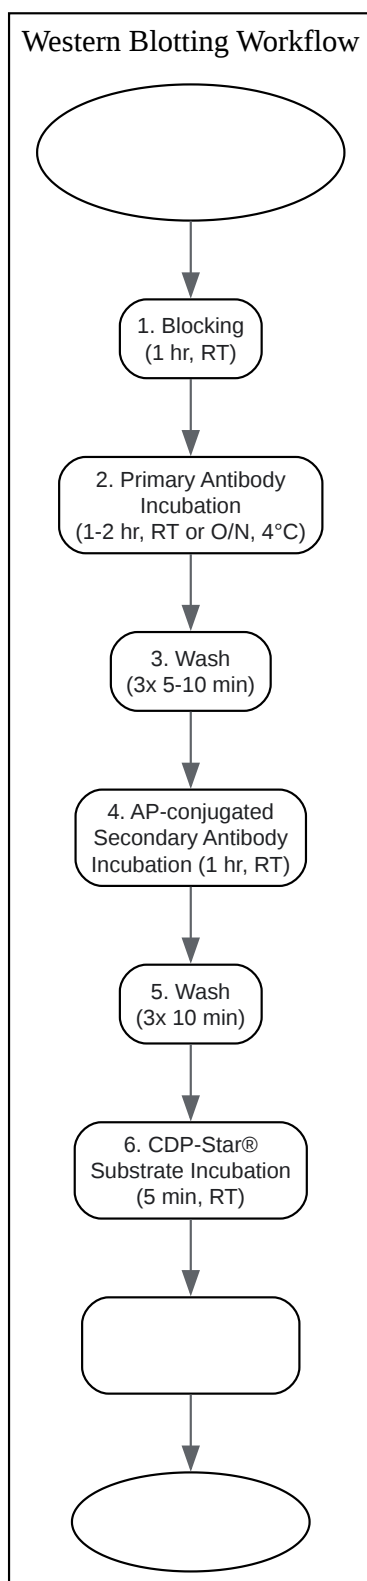 Western Blotting Workflow
1. Blocking
(1 hr, RT)
2. Primary Antibody
Incubation
(1-2 hr, RT or O/N, 4°C)
3. Wash
(3x 5-10 min)
4. AP-conjugated
Secondary Antibody
Incubation (1 hr, RT)
5. Wash
(3x 10 min)
6. CDP-Star®
Substrate Incubation
(5 min, RT)